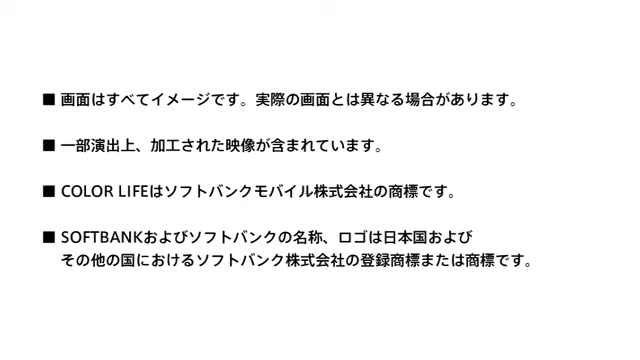 ■ 画面はすべてイメージです。実際の画面とは異なる場合があります。
■ 一部演出上、加工された映像が含まれています。
■ COLOR LIFEはソフトバンクモバイル株式会社の商標です。
■ SOFTBANKおよびソフトバンクの名称、ロゴは日本国および
その他の国におけるソフトバンク株式会社の登録商標または商標です。